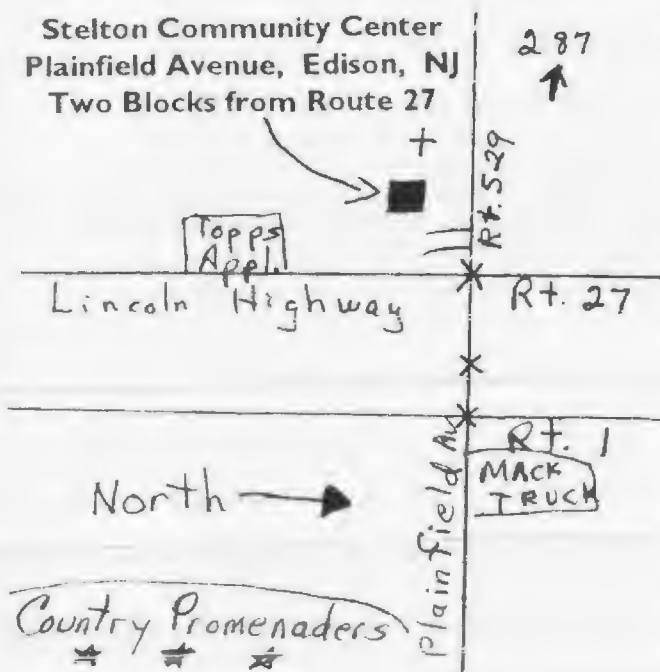 Stelton Community Center
Plainfield Avenue, Edison, NJ
Two Blocks from Route 27
287
Rt. 529
Topps
Appl.
Lincoln Highway
Rt. 27
Rt. 1
MACK
TRUCK
North
Plainfield Av
Country Promenaders